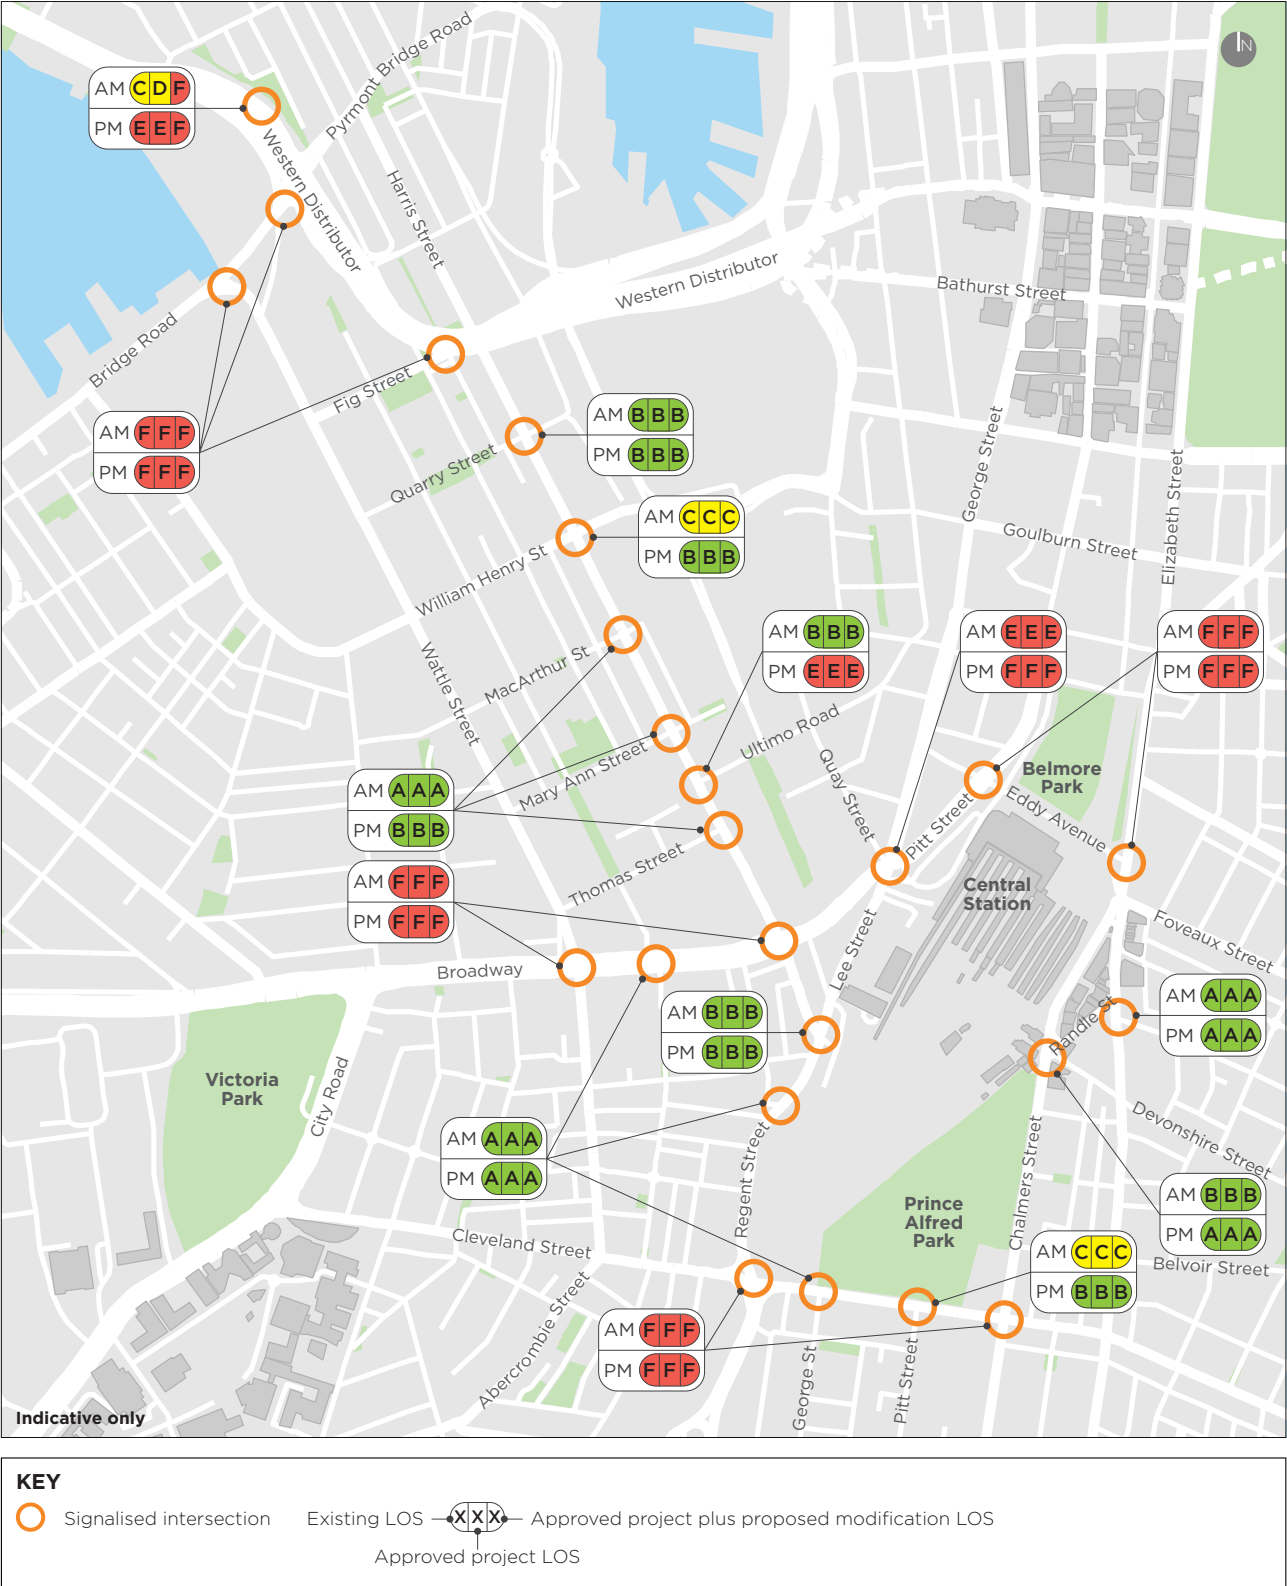 N
Pyrmont Bridge Road
AM C D F
PM E E F
Western Distributor
Harris Street
Western Distributor
Bathurst Street
Bridge Road
Fig Street
AM F F F
PM F F F
AM B B B
PM B B B
Quarry Street
George Street
Elizabeth Street
AM C C C
PM B B B
Goulburn Street
William Henry St
AM B B B
PM E E E
AM E E E
PM F F F
AM F F F
PM F F F
Wattle Street
MacArthur St
Ultimo Road
Quay Street
Belmore
Park
Mary Ann Street
AM A A A
PM B B B
Pitt Street
Eddy Avenue
Thomas Street
AM F F F
PM F F F
Central
Station
Foveaux Street
Lee Street
Broadway
AM B B B
PM B B B
AM A A A
PM A A A
Randle St
Victoria
Park
City Road
AM A A A
PM A A A
Regent Street
Chalmers Street
Devonshire Street
Prince
Alfred
Park
AM B B B
PM A A A
Cleveland Street
Belvoir Street
AM C C C
PM B B B
Abercrombie Street
AM F F F
PM F F F
George St
Pitt Street
Indicative only
KEY
Signalised intersection
Existing LOS X X X Approved project plus proposed modification LOS
Approved project LOS